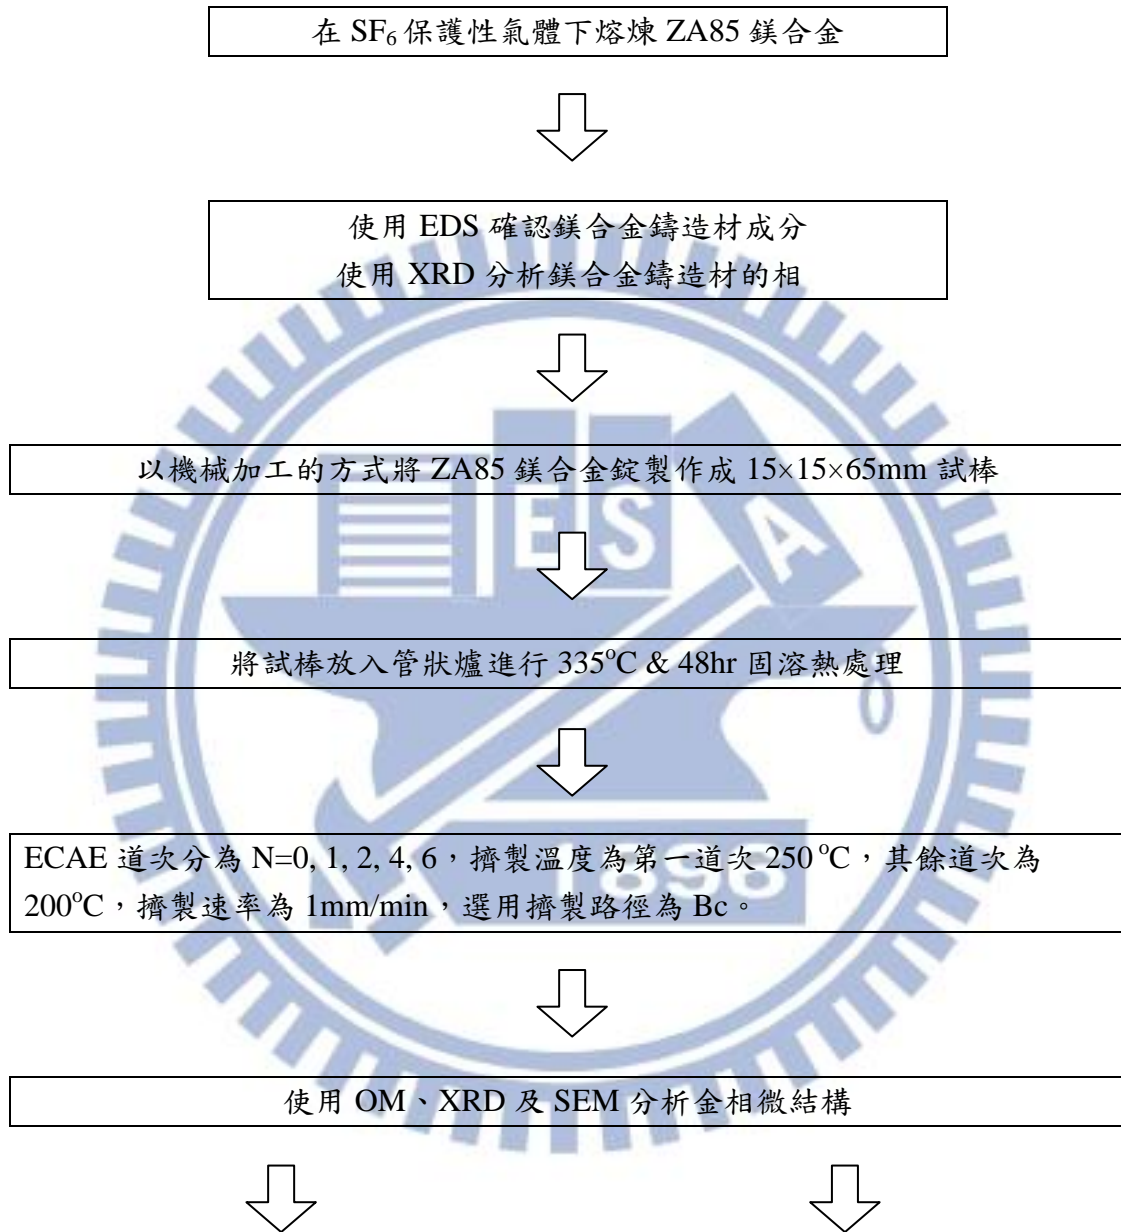 在 SF₆ 保護性氣體下熔煉 ZA85 鎂合金
使用 EDS 確認鎂合金鑄造材成分
使用 XRD 分析鎂合金鑄造材的相
以機械加工的方式將 ZA85 鎂合金錠製作成 15×15×65mm 試棒
ESA
將試棒放入管狀爐進行 335°C & 48hr 固溶熱處理
ECAE 道次分為 N=0, 1, 2, 4, 6，擠製溫度為第一道次 250°C，其餘道次為
200°C，擠製速率為 1mm/min，選用擠製路徑為 Bc。
1896
使用 OM、XRD 及 SEM 分析金相微結構